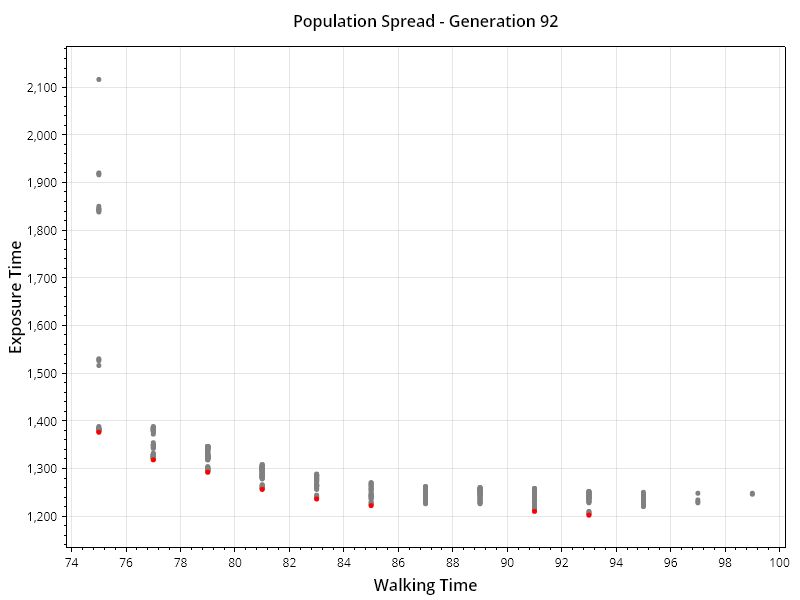 Population Spread - Generation 92
2,100
2,000
1,900
1,800
1,700
1,600
1,500
1,400
1,300
1,200
Exposure Time
74 76 78 80 82 84 86 88 90 92 94 96 98 100
Walking Time